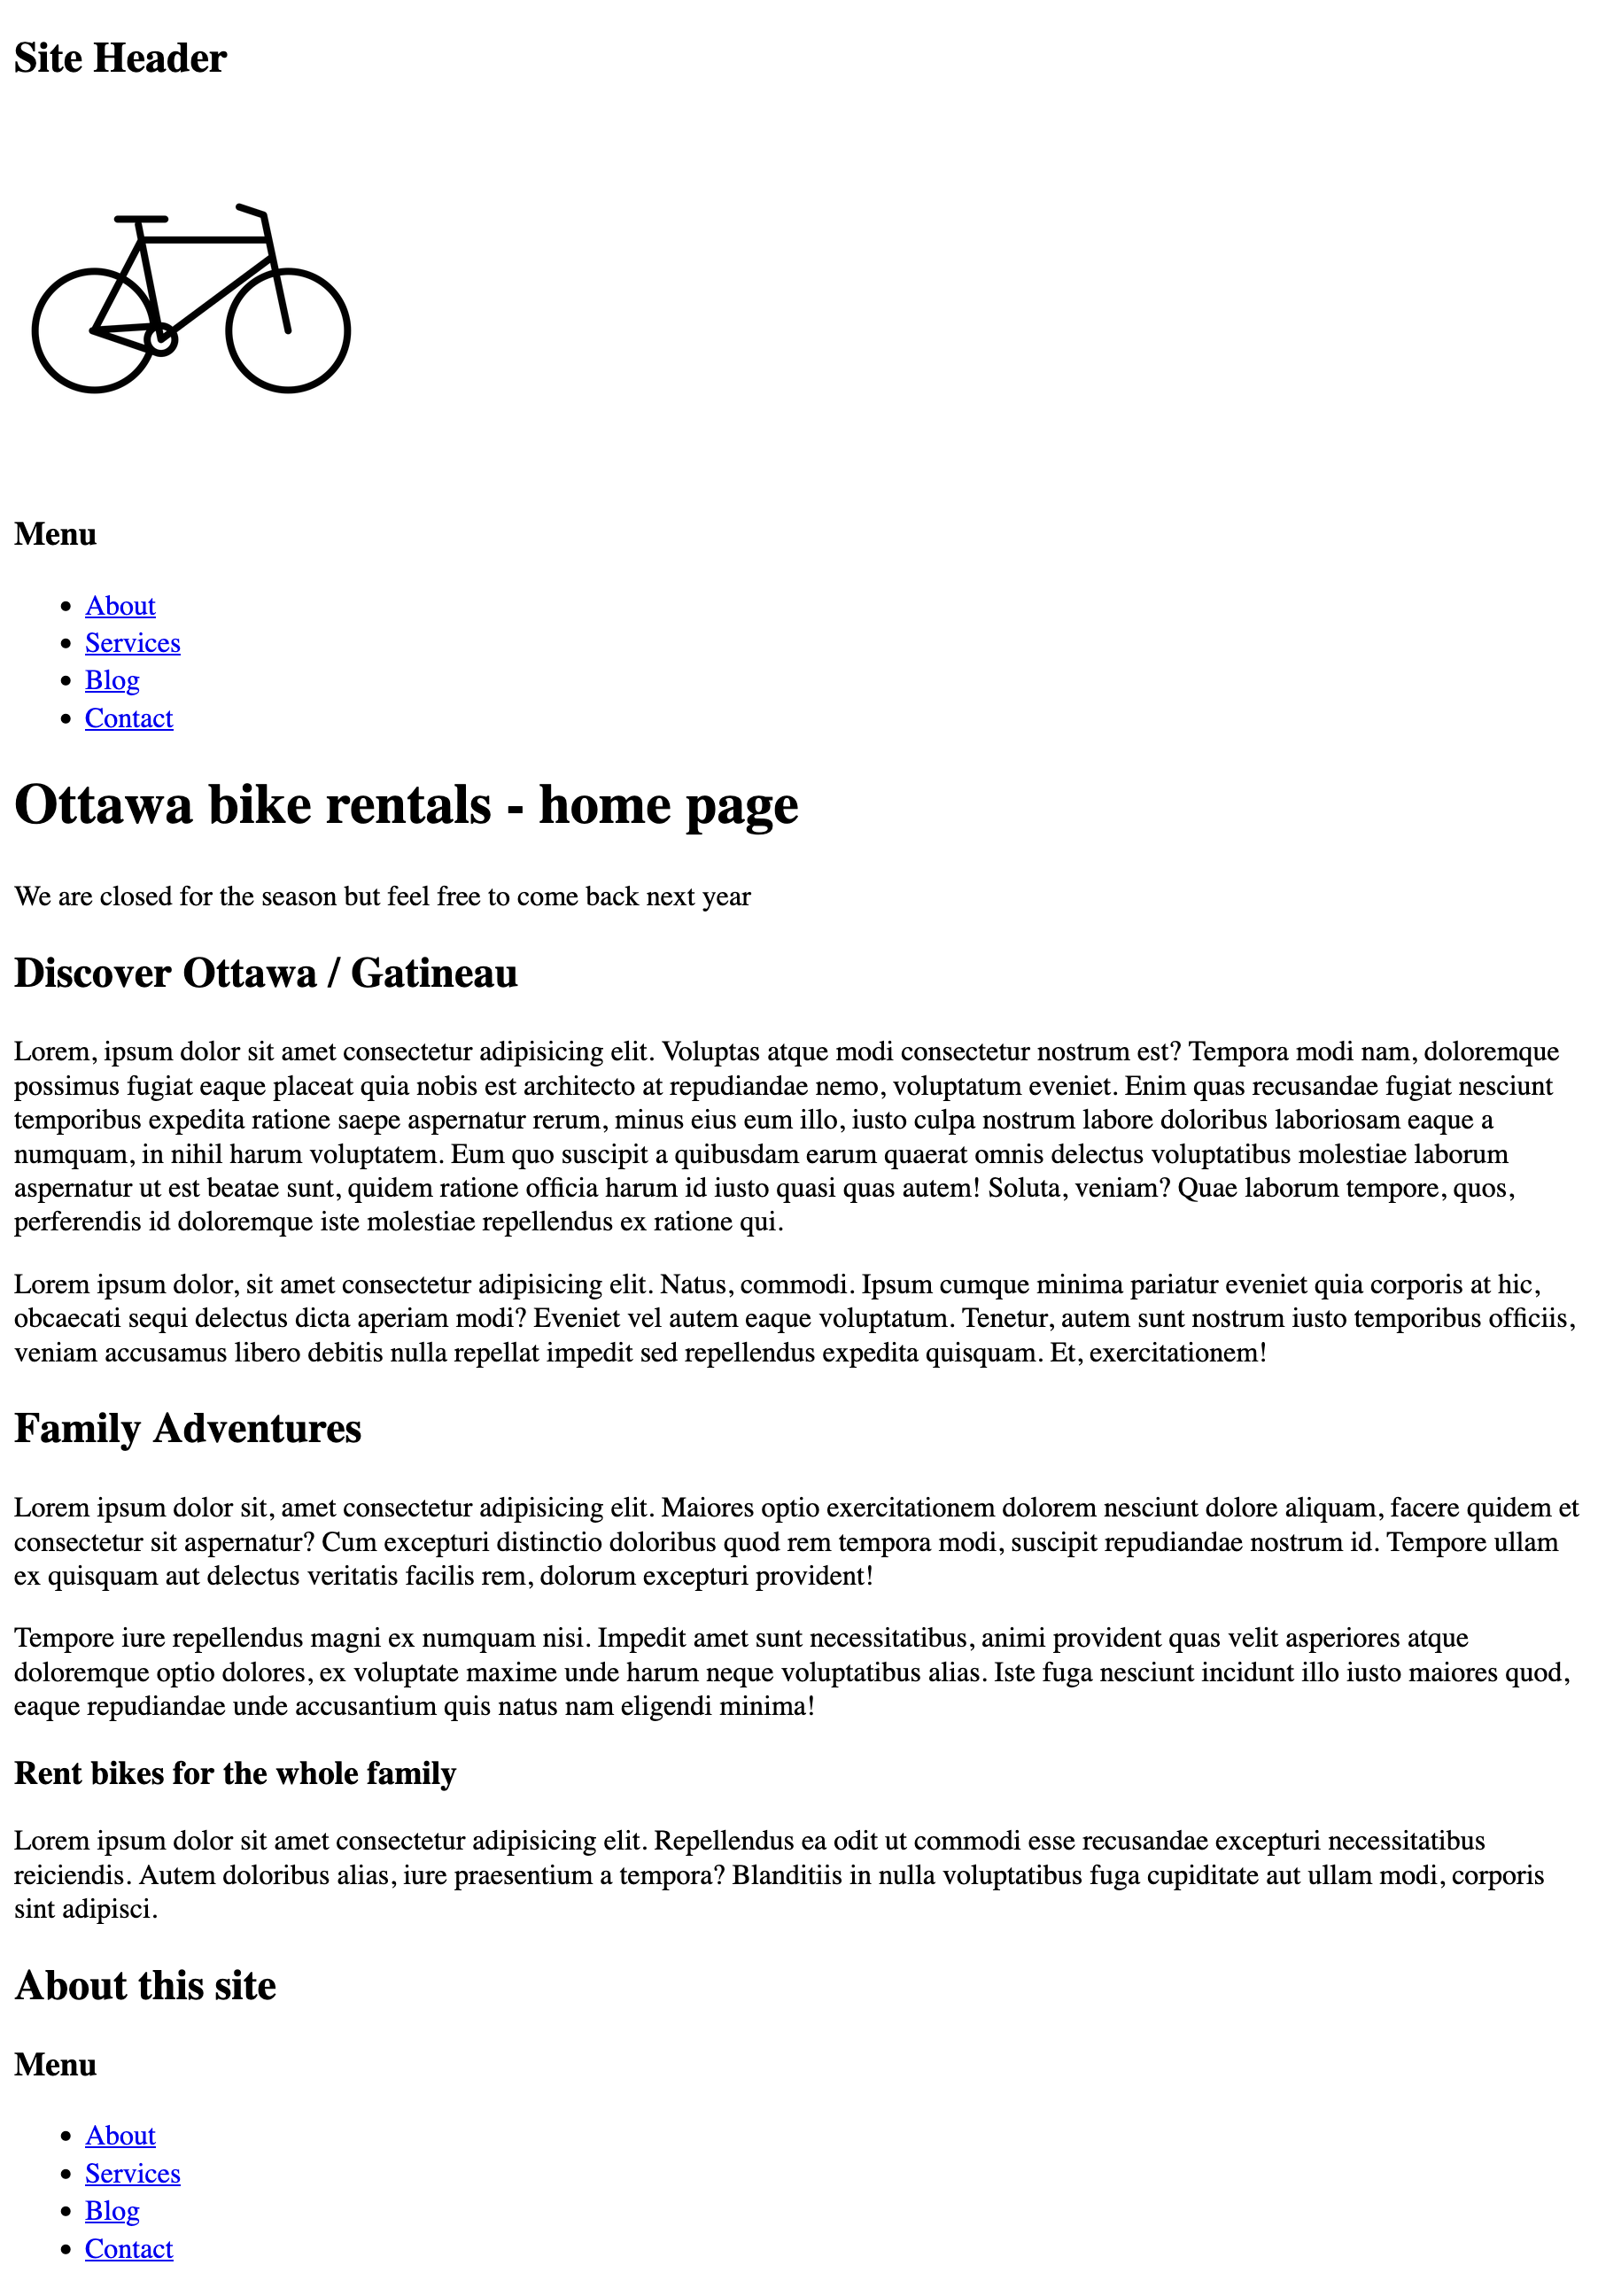 Site Header
Menu
About
Services
Blog
Contact
Ottawa bike rentals - home page
We are closed for the season but feel free to come back next year
Discover Ottawa / Gatineau
Lorem, ipsum dolor sit amet consectetur adipisicing elit. Voluptas atque modi consectetur nostrum est? Tempora modi nam, doloremque
possimus fugiat eaque placeat quia nobis est architecto at repudiandae nemo, voluptatum eveniet. Enim quas recusandae fugiat nesciunt
temporibus expedita ratione saepe aspernatur rerum, minus eius eum illo, iusto culpa nostrum labore doloribus laboriosam eaque a
numquam, in nihil harum voluptatem. Eum quo suscipit a quibusdam earum quaerat omnis delectus voluptatibus molestiae laborum
aspernatur ut est beatae sunt, quidem ratione officia harum id iusto quasi quas autem! Soluta, veniam? Quae laborum tempore, quos,
perferendis id doloremque iste molestiae repellendus ex ratione qui.
Lorem ipsum dolor, sit amet consectetur adipisicing elit. Natus, commodi. Ipsum cumque minima pariatur eveniet quia corporis at hic,
obcaecati sequi delectus dicta aperiam modi? Eveniet vel autem eaque voluptatum. Tenetur, autem sunt nostrum iusto temporibus officiis,
veniam accusamus libero debitis nulla repellat impedit sed repellendus expedita quisquam. Et, exercitationem!
Family Adventures
Lorem ipsum dolor sit, amet consectetur adipisicing elit. Maiores optio exercitationem dolorem nesciunt dolore aliquam, facere quidem et
consectetur sit aspernatur? Cum excepturi distinctio doloribus quod rem tempora modi, suscipit repudiandae nostrum id. Tempore ullam
ex quisquam aut delectus veritatis facilis rem, dolorum excepturi provident!
Tempore iure repellendus magni ex numquam nisi. Impedit amet sunt necessitatibus, animi provident quas velit asperiores atque
doloremque optio dolores, ex voluptate maxime unde harum neque voluptatibus alias. Iste fuga nesciunt incidunt illo iusto maiores quod,
eaque repudiandae unde accusantium quis natus nam eligendi minima!
Rent bikes for the whole family
Lorem ipsum dolor sit amet consectetur adipisicing elit. Repellendus ea odit ut commodi esse recusandae excepturi necessitatibus
reiciendis. Autem doloribus alias, iure praesentium a tempora? Blanditiis in nulla voluptatibus fuga cupiditate aut ullam modi, corporis
sint adipisci.
About this site
Menu
About
Services
Blog
Contact